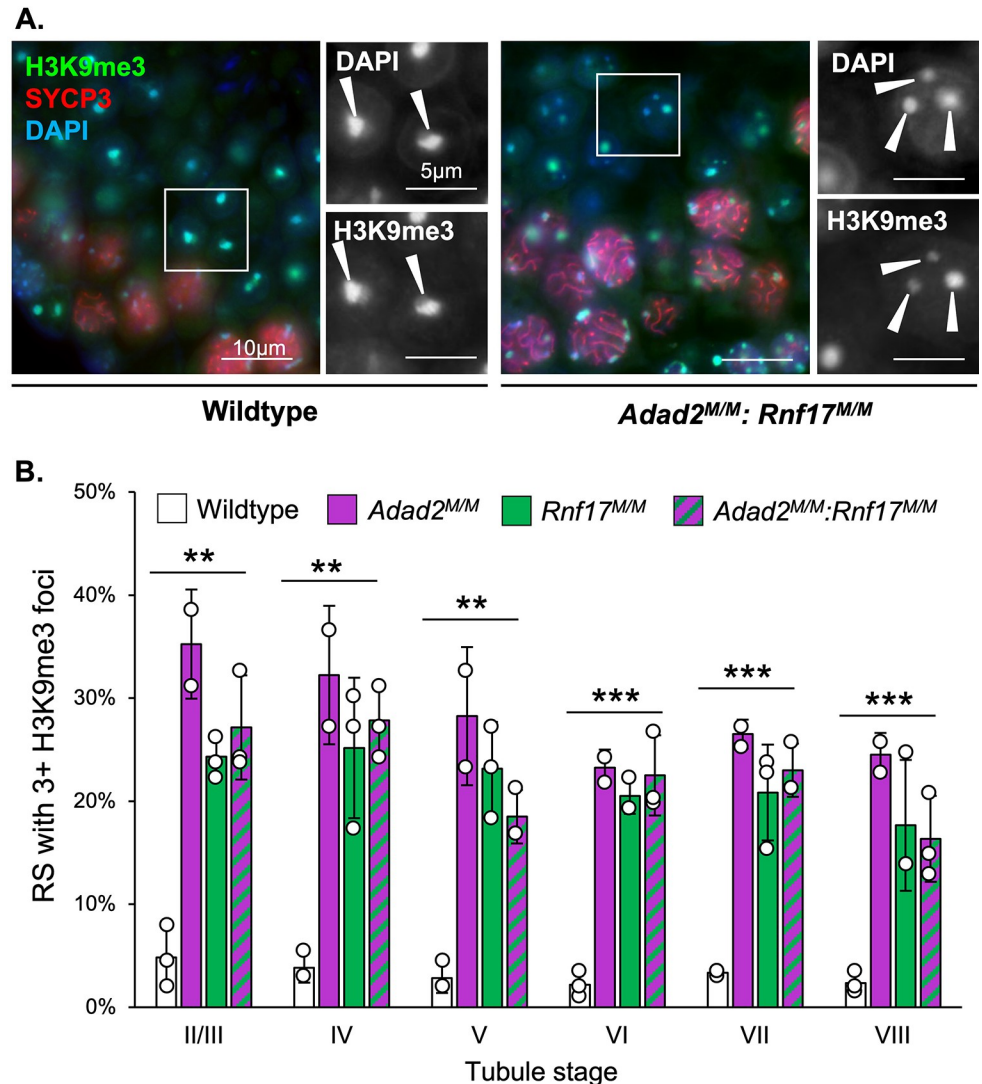 A.
H3K9me3
SYCP3
DAPI
10µm
DAPI
5µm
H3K9me3
DAPI
H3K9me3
Wildtype
Adad2M/M: Rnf17M/M
B.
50%
40%
30%
20%
10%
0%
RS with 3+ H3K9me3 foci
Wildtype
Adad2M/M
Rnf17M/M
Adad2M/M:Rnf17M/M
**
**
**
***
***
***
II/III
IV
V
VI
VII
VIII
Tubule stage